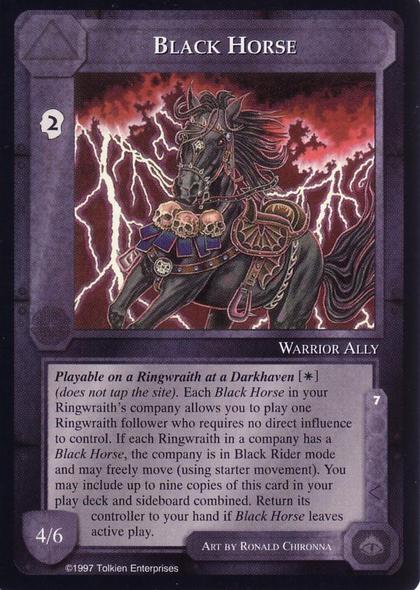 BLACK HORSE
2
WARRIOR ALLY
Playable on a Ringwraith at a Darkhaven [☀]
(does not tap the site). Each Black Horse in your
Ringwraith's company allows you to play one
Ringwraith follower who requires no direct influence
to control. If each Ringwraith in a company has a
Black Horse, the company is in Black Rider mode
and may freely move (using starter movement). You
may include up to nine copies of this card in your
play deck and sideboard combined. Return its
controller to your hand if Black Horse leaves
active play.
7
4/6
ART BY RONALD CHIRONNA
©1997 Tolkien Enterprises